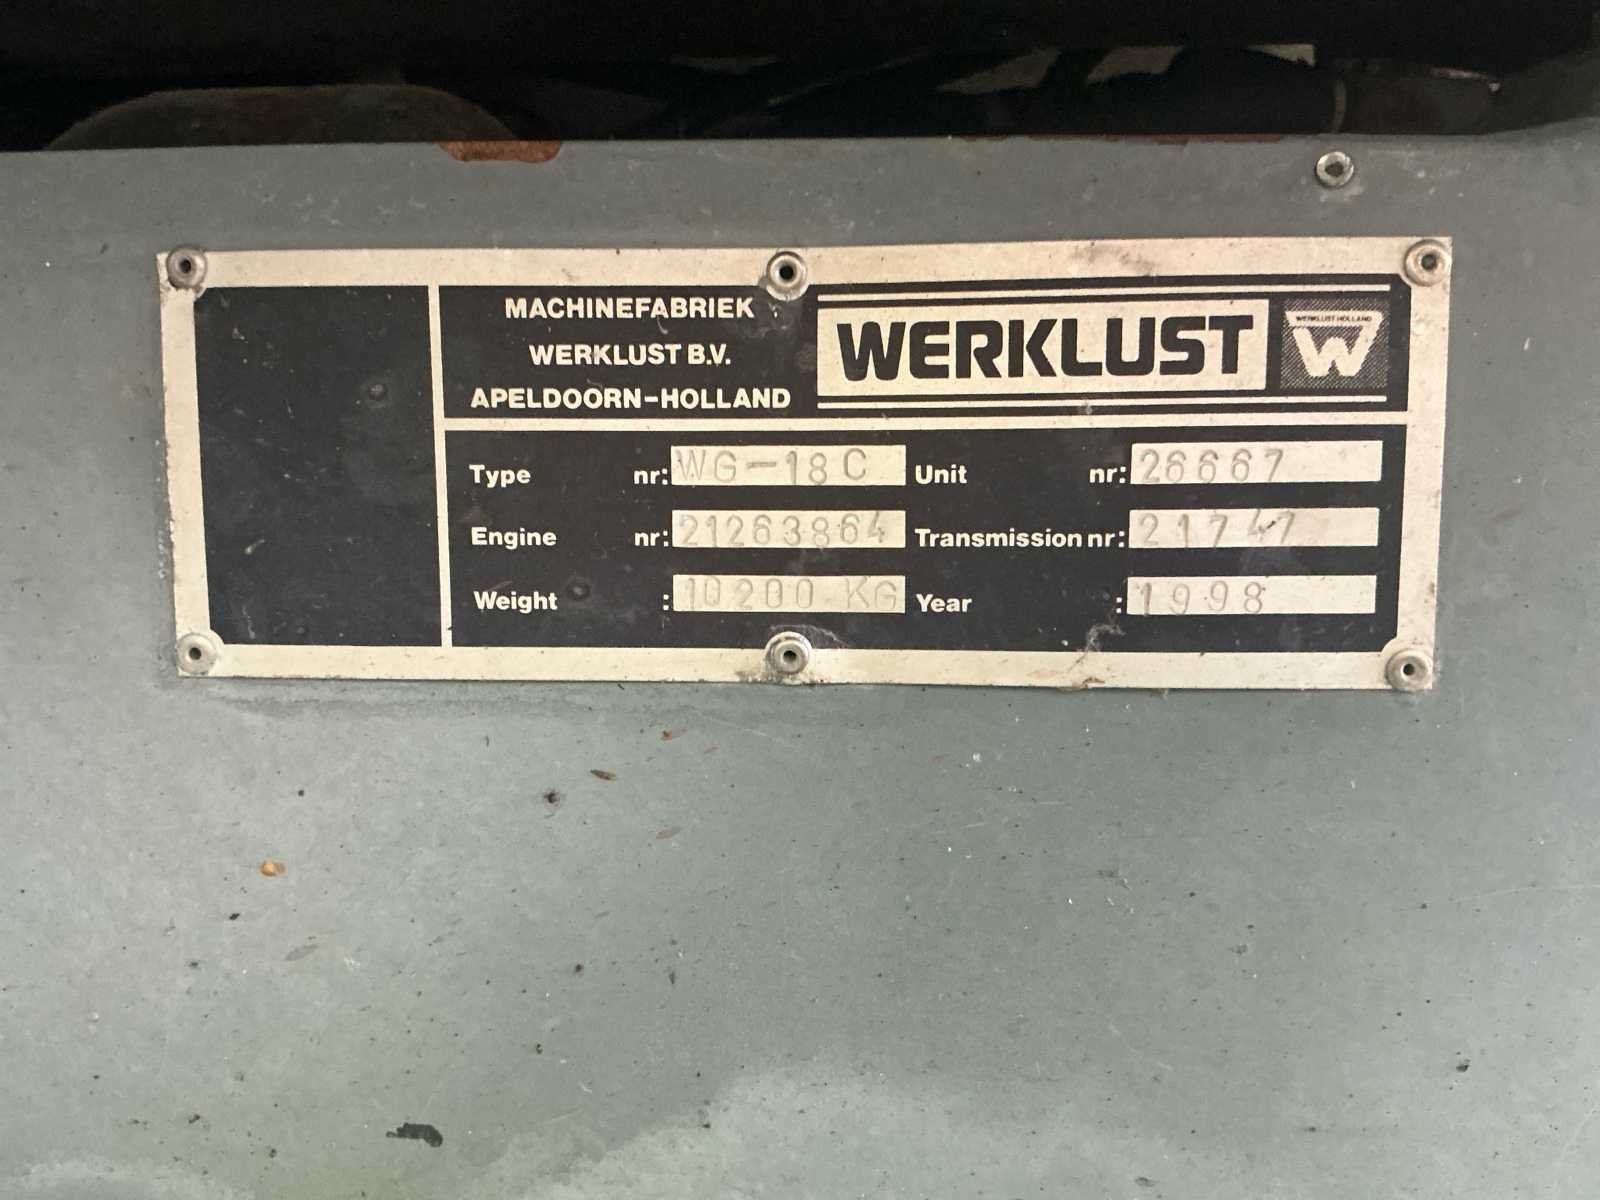 MACHINEFABRIEK
WERKLUST B.V.
APELDOORN-HOLLAND
WERKLUST
WERKLUST HOLLAND
W
Type nr: WG-18C Unit nr: 26667
Engine nr: 21263864 Transmission nr: 21747
Weight : 10200 KG Year : 1998